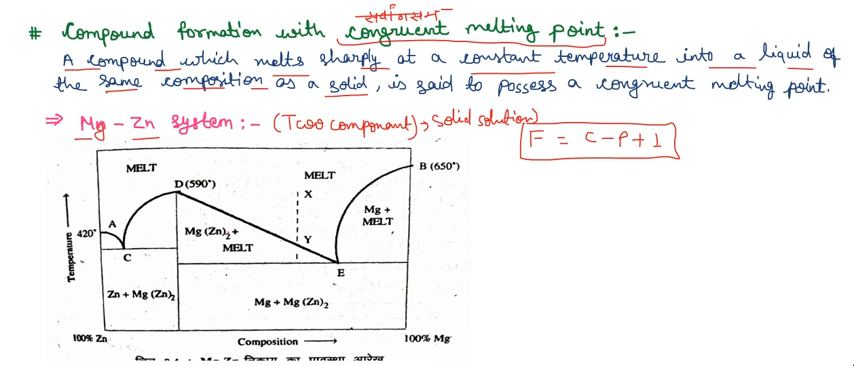 सर्वांगसम
# Compound formation with congruent melting point :-
A compound which melts sharply at a constant temperature into a liquid of
the same composition as a solid, is said to possess a congruent melting point.
⇒ Mg - Zn system :- (Two componant) → Solid solution)
F = C-P+1
MELT
MELT
B (650°)
D (590°)
X
Mg +
MELT
A
420°
Mg (Zn)₂ +
MELT
Y
C
E
Temperature
Zn + Mg (Zn)₂
Mg + Mg (Zn)₂
100% Zn
Composition
100% Mg